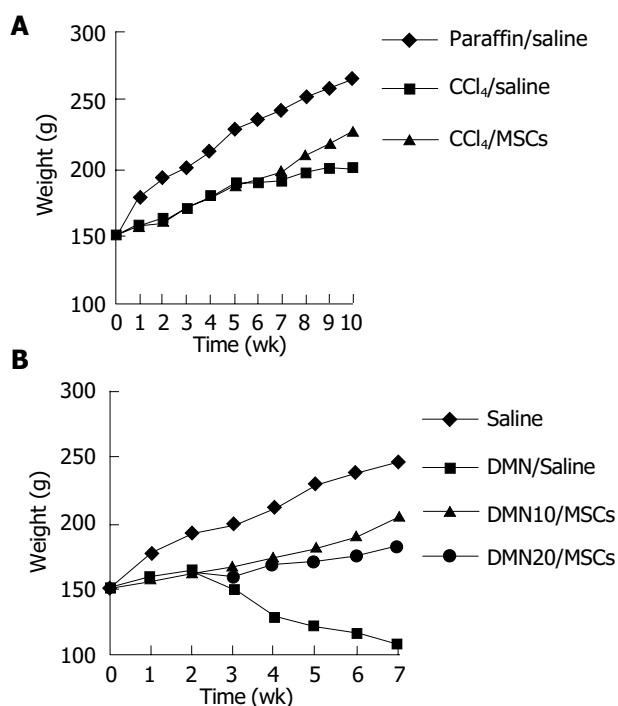 A
300
250
200
150
100
Weight (g)
0 1 2 3 4 5 6 7 8 9 10
Time (wk)
Paraffin/saline
CCl₄/saline
CCl₄/MSCs
B
300
250
200
150
100
Weight (g)
0 1 2 3 4 5 6 7
Time (wk)
Saline
DMN/Saline
DMN10/MSCs
DMN20/MSCs